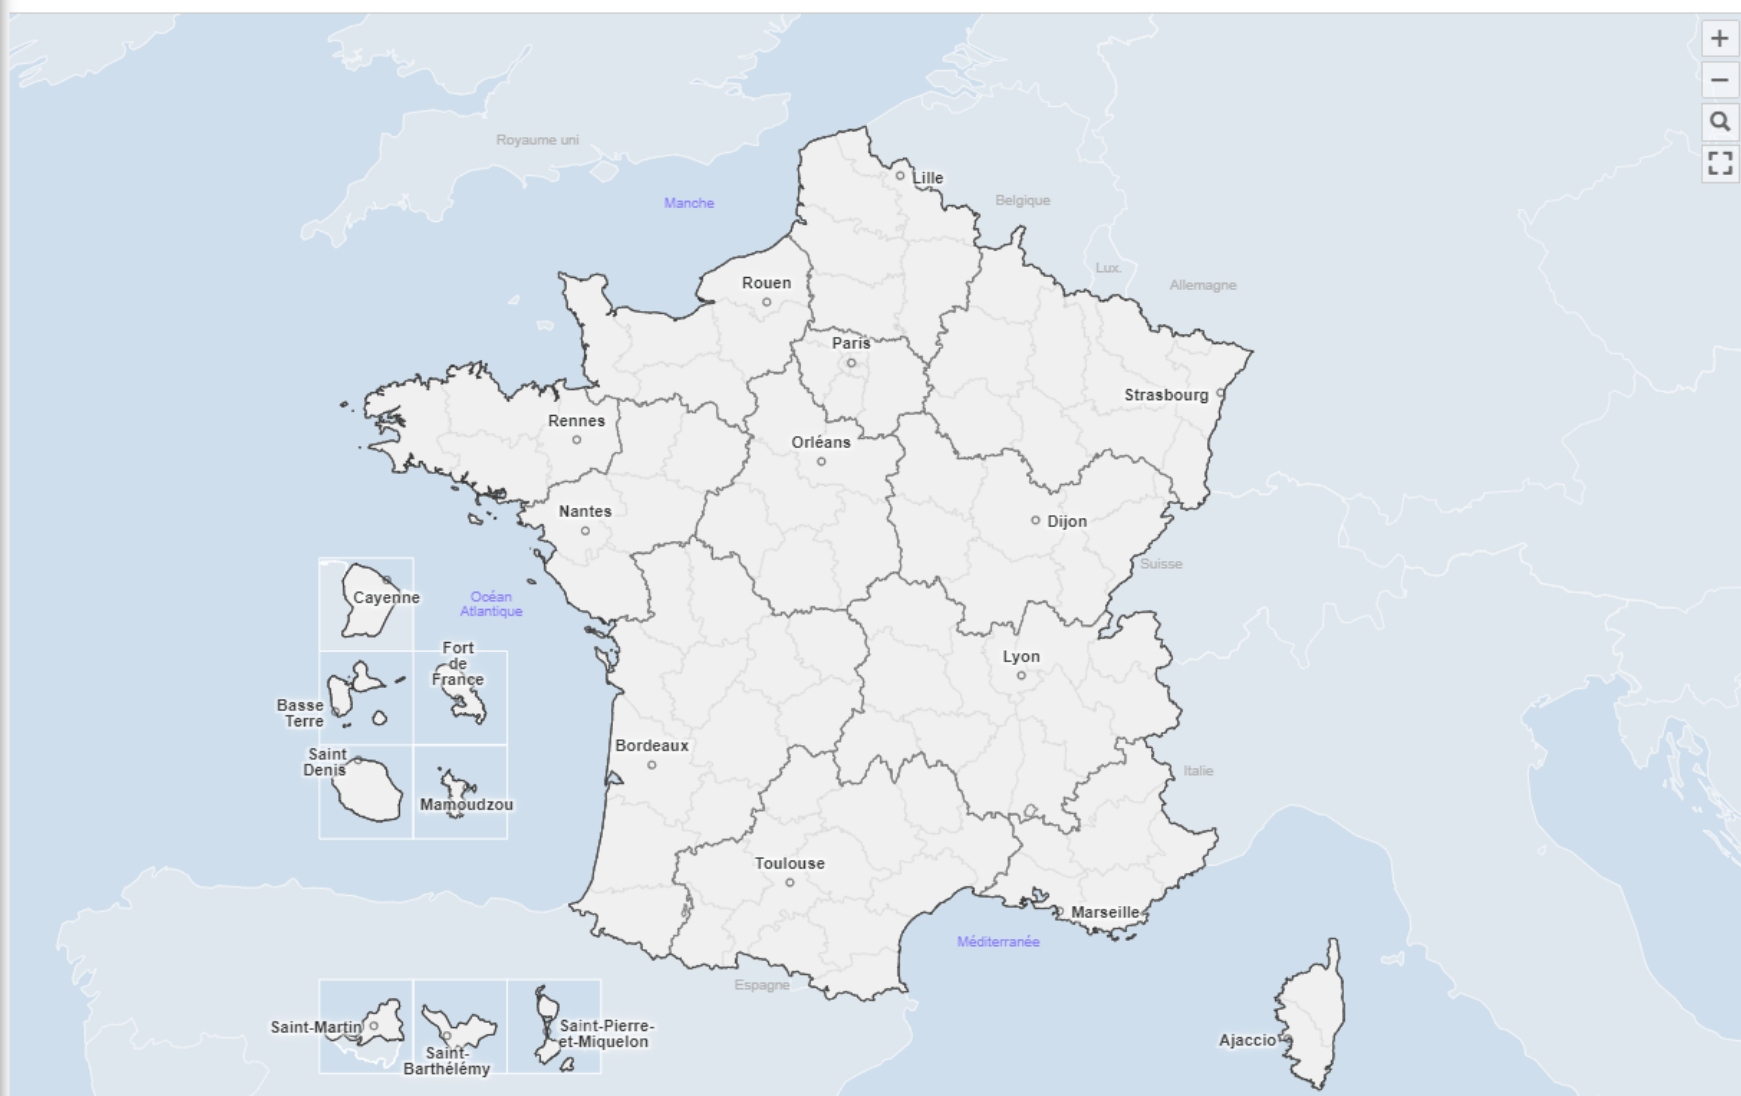 Royaume uni
Lille
Manche
Belgique
Lux.
Allemagne
Rouen
Paris
Strasbourg
Rennes
Orléans
Nantes
Dijon
Suisse
Cayenne
Océan
Atlantique
Fort
de
France
Lyon
Basse
Terre
Bordeaux
Saint
Denis
Italie
Mamoudzou
Toulouse
Marseille
Méditerranée
Espagne
Saint-Martin
Saint-
Barthélémy
Saint-Pierre-
et-Miquelon
Ajaccio